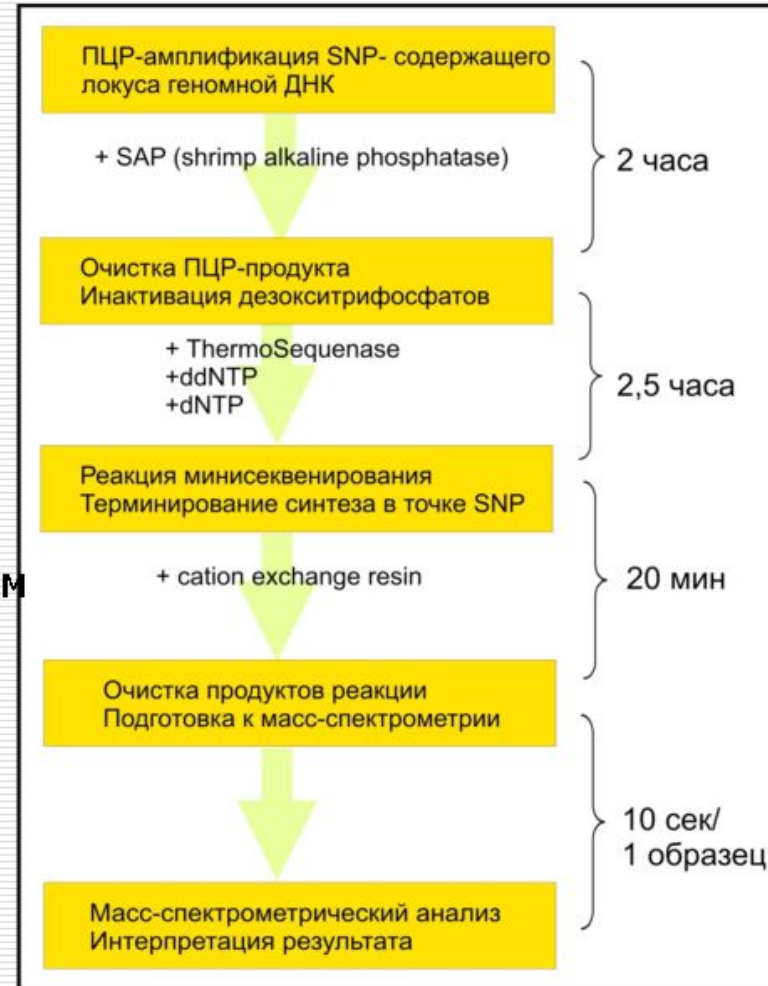 ПЦР-амплификация SNP- содержащего
локуса геномной ДНК
+ SAP (shrimp alkaline phosphatase)
2 часа
Очистка ПЦР-продукта
Инактивация дезокситрифосфатов
+ ThermoSequenase
+ddNTP
+dNTP
2,5 часа
Реакция минисеквенирования
Терминирование синтеза в точке SNP
м
+ cation exchange resin
20 мин
Очистка продуктов реакции
Подготовка к масс-спектрометрии
10 сек/
1 образец
Масс-спектрометрический анализ
Интерпретация результата